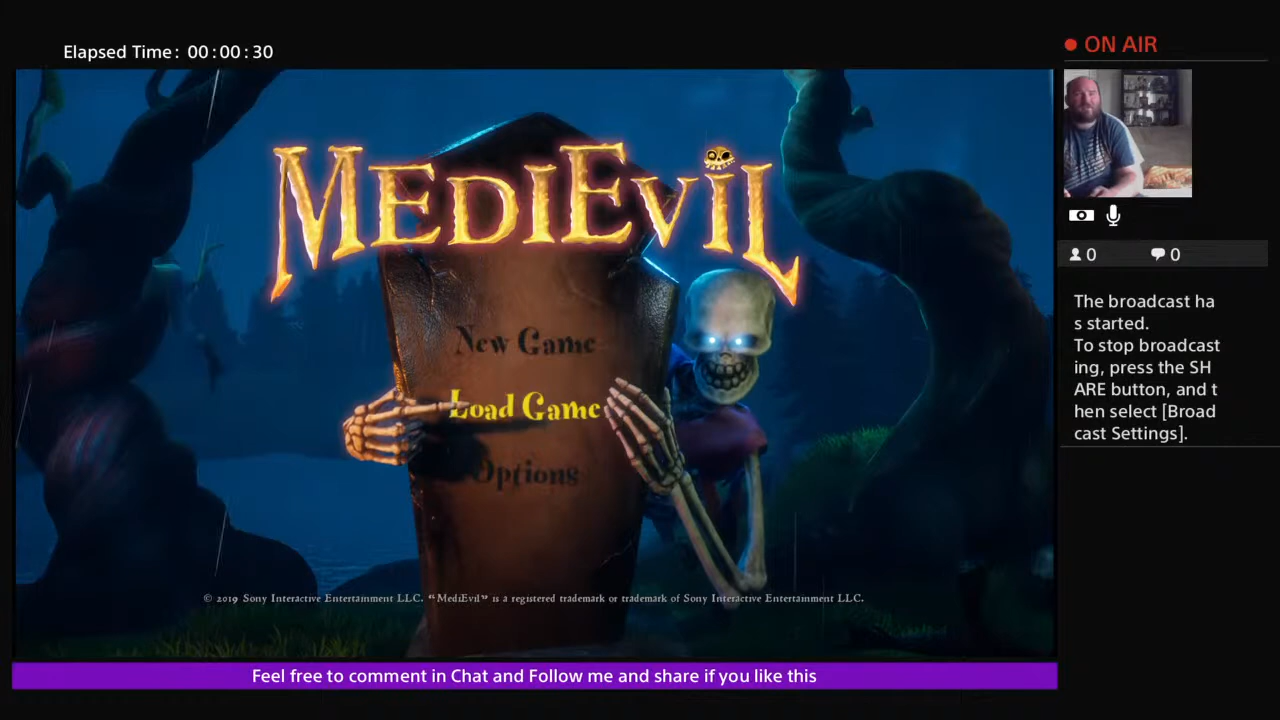 Elapsed Time: 00:00:30
ON AIR
MEDIEVIL
0 0
New Game
Load Game
Options
The broadcast ha
s started.
To stop broadcast
ing, press the SH
ARE button, and t
hen select [Broad
cast Settings].
© 2019 Sony Interactive Entertainment LLC. “MediEvil” is a registered trademark or trademark of Sony Interactive Entertainment LLC.
Feel free to comment in Chat and Follow me and share if you like this